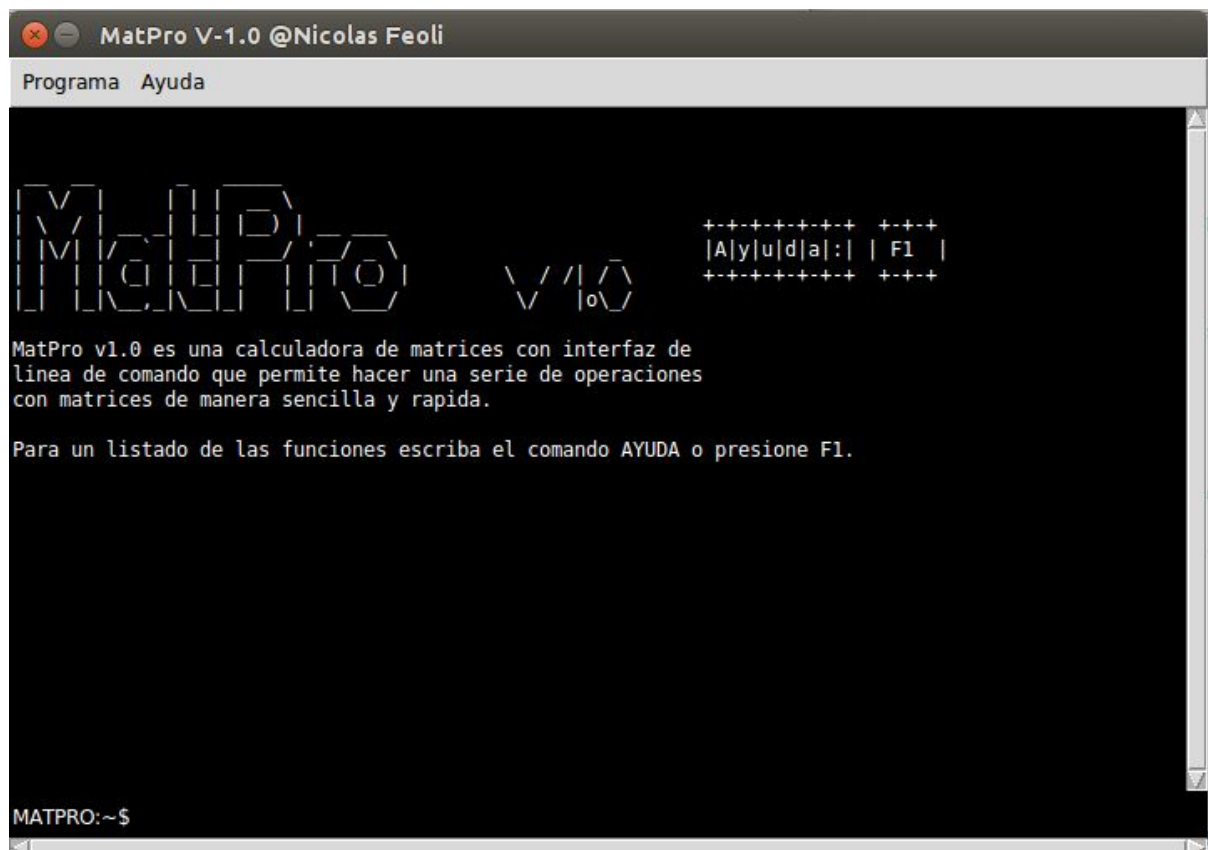 MatPro V-1.0 @Nicolas Feoli
Programa Ayuda
MatPro v1.0
+-+-+-+-+-+-+ +-+-+
|A|y|u|d|a|:| | F1 |
+-+-+-+-+-+-+ +-+-+
MatPro v1.0 es una calculadora de matrices con interfaz de
linea de comando que permite hacer una serie de operaciones
con matrices de manera sencilla y rapida.
Para un listado de las funciones escriba el comando AYUDA o presione F1.
MATPRO:~$